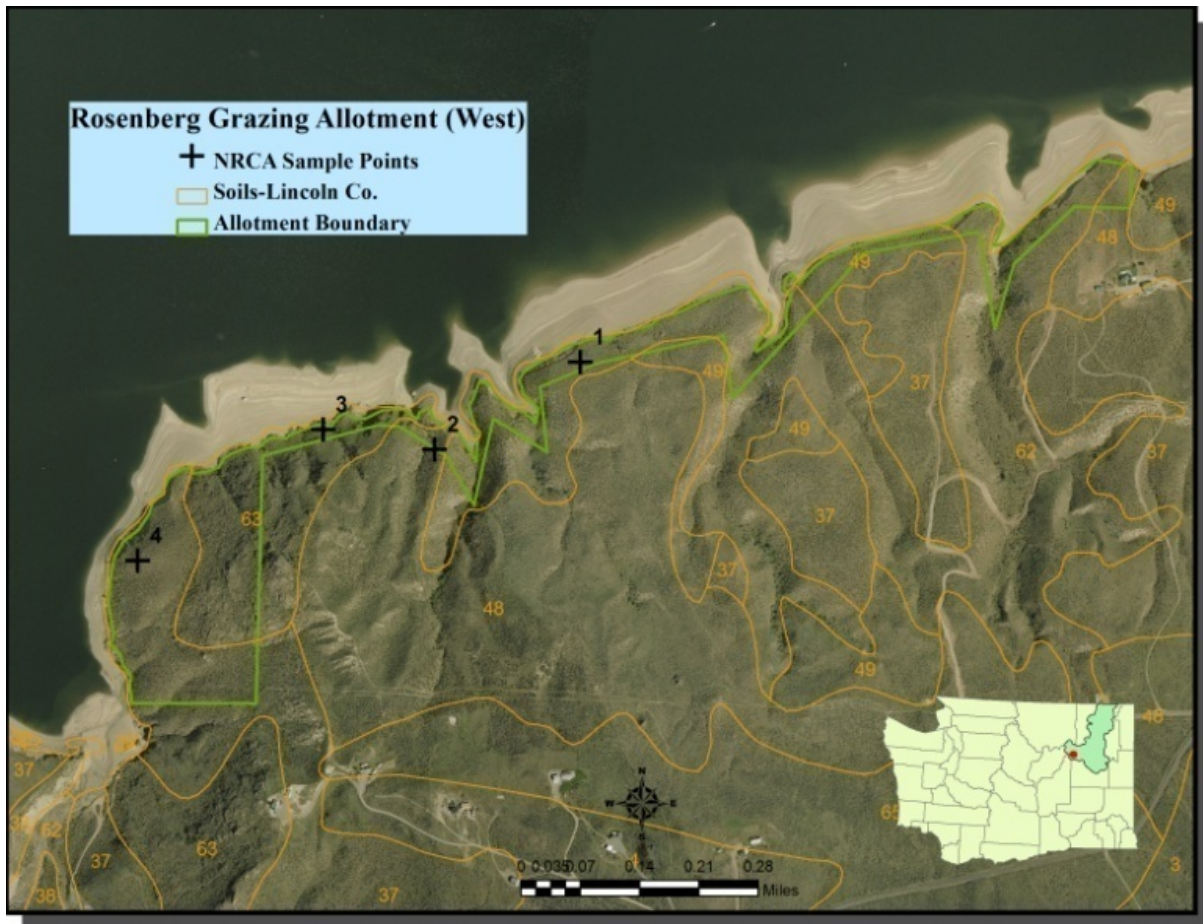 Rosenberg Grazing Allotment (West)
NRCA Sample Points
Soils-Lincoln Co.
Allotment Boundary
49
48
49
1
37
49
3
2
49
62
37
63
37
4
37
48
49
48
N
W E
S
37
62
63
37
38
37
3
0 0.035 0.07 0.14 0.21 0.28
Miles